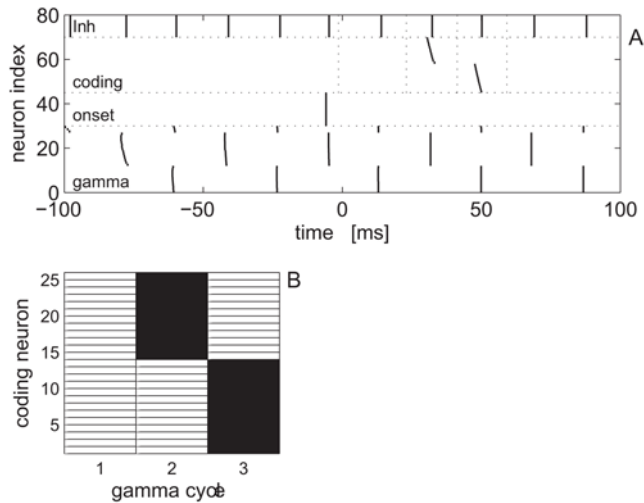 80
Inh
A
60
neuron index
coding
40
onset
20
gamma
0
−100
−50
0
50
100
time [ms]
25
B
20
coding neuron
15
10
5
1
2
3
gamma cycle